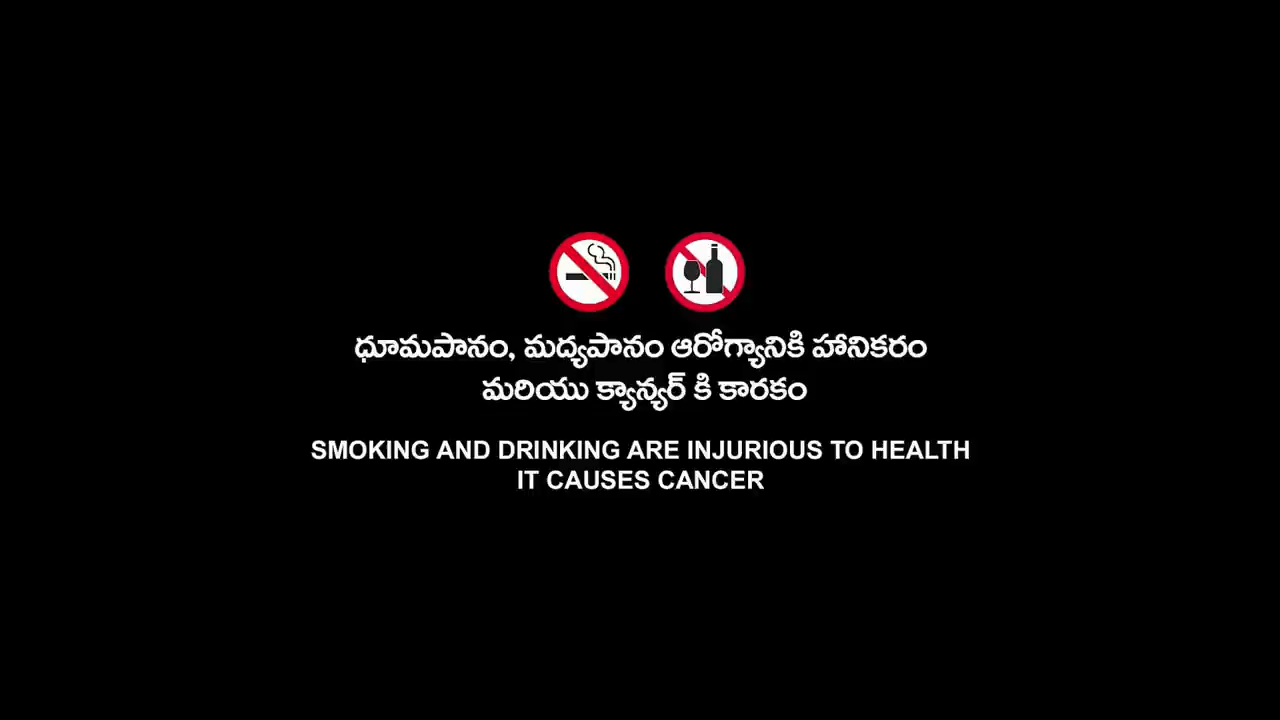 ధూమపానం, మద్యపానం ఆరోగ్యానికి హానికరం
మరియు క్యాన్సర్ కి కారకం
SMOKING AND DRINKING ARE INJURIOUS TO HEALTH
IT CAUSES CANCER